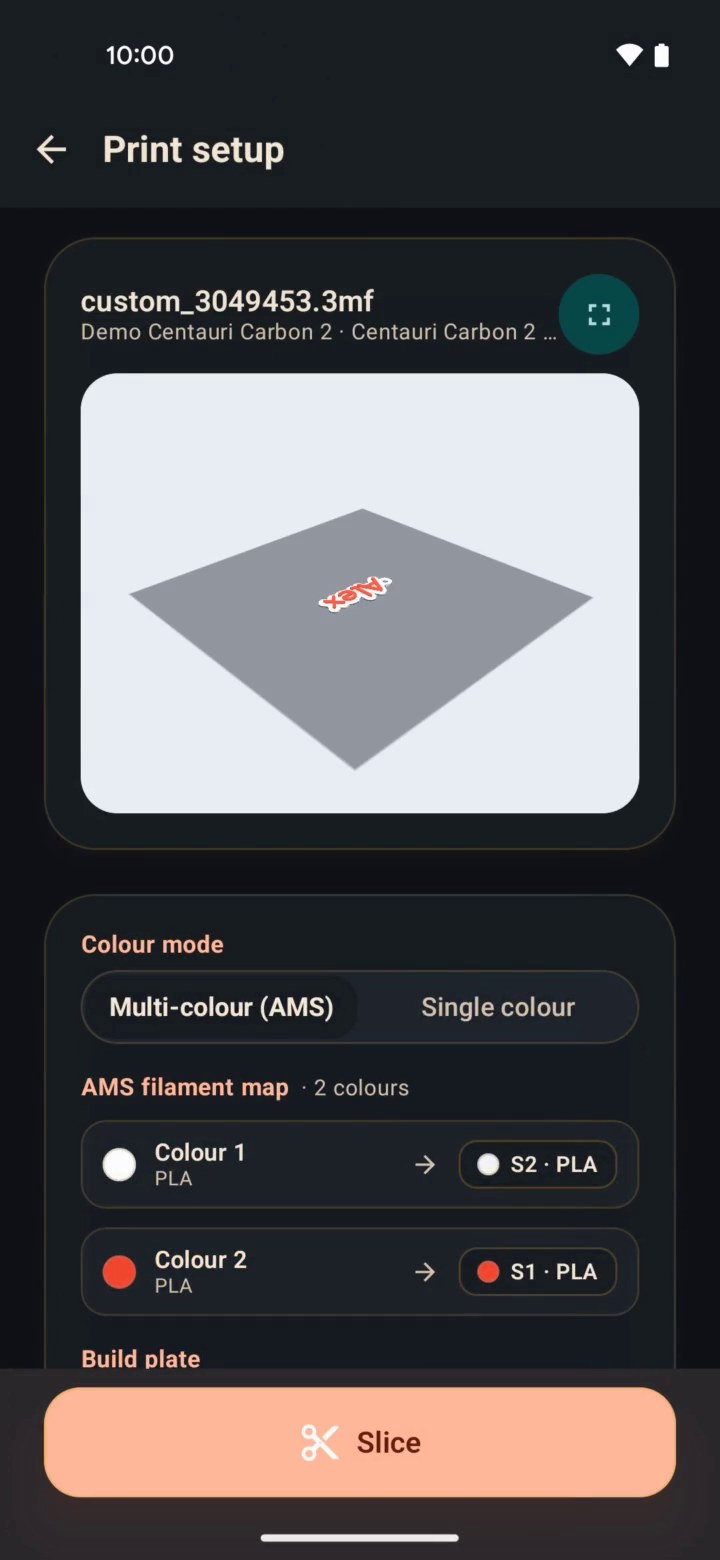 10:00
Print setup
custom_3049453.3mf
Demo Centauri Carbon 2 · Centauri Carbon 2 ...
Alex
Colour mode
Multi-colour (AMS)
Single colour
AMS filament map · 2 colours
Colour 1
PLA
S2 · PLA
Colour 2
PLA
S1 · PLA
Build plate
Slice